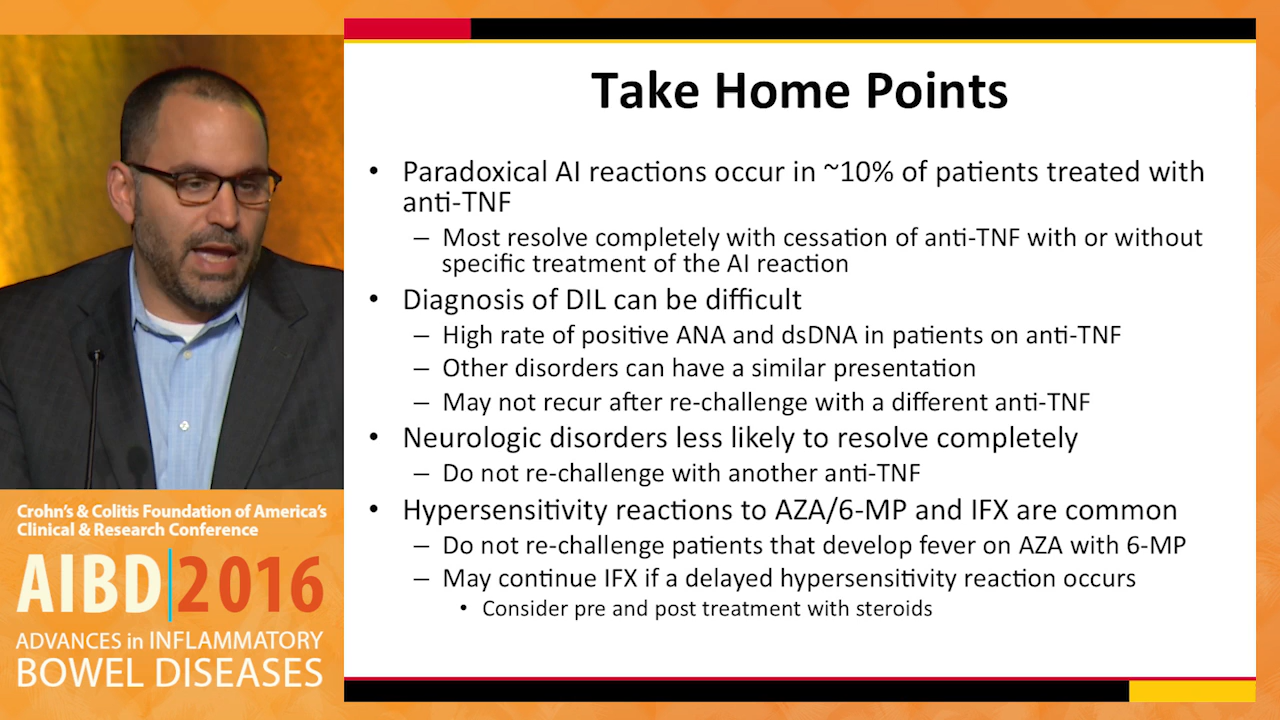 Take Home Points
• Paradoxical AI reactions occur in ~10% of patients treated with
anti-TNF
– Most resolve completely with cessation of anti-TNF with or without
specific treatment of the AI reaction
• Diagnosis of DIL can be difficult
– High rate of positive ANA and dsDNA in patients on anti-TNF
– Other disorders can have a similar presentation
– May not recur after re-challenge with a different anti-TNF
• Neurologic disorders less likely to resolve completely
– Do not re-challenge with another anti-TNF
• Hypersensitivity reactions to AZA/6-MP and IFX are common
– Do not re-challenge patients that develop fever on AZA with 6-MP
– May continue IFX if a delayed hypersensitivity reaction occurs
• Consider pre and post treatment with steroids
Crohn's & Colitis Foundation of America's
Clinical & Research Conference
AIBD|2016
ADVANCES in INFLAMMATORY
BOWEL DISEASES